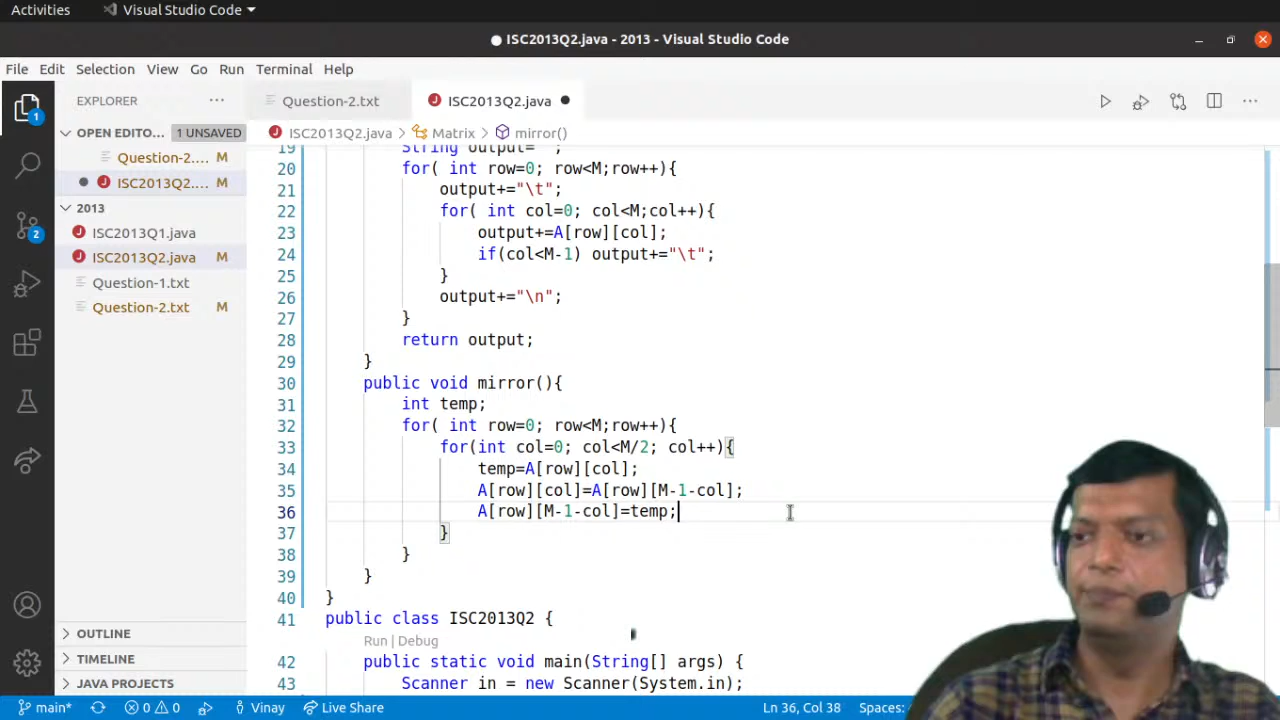 Activities
Visual Studio Code
ISC2013Q2.java - 2013 - Visual Studio Code
File Edit Selection View Go Run Terminal Help
EXPLORER
Question-2.txt
ISC2013Q2.java
OPEN EDITO... 1 UNSAVED
ISC2013Q2.java > Matrix > mirror()
Question-2.... M
ISC2013Q2.... M
2013
ISC2013Q1.java
ISC2013Q2.java M
Question-1.txt
Question-2.txt M
OUTLINE
TIMELINE
JAVA PROJECTS
1
2
19 String output=
20 for( int row=0; row<M;row++){
21 output+="\t";
22 for( int col=0; col<M;col++){
23 output+=A[row][col];
24 if(col<M-1) output+="\t";
25 }
26 output+="\n";
27 }
28 return output;
29 }
30 public void mirror(){
31 int temp;
32 for( int row=0; row<M;row++){
33 for(int col=0; col<M/2; col++){
34 temp=A[row][col];
35 A[row][col]=A[row][M-1-col];
36 A[row][M-1-col]=temp;
37 }
38 }
39 }
40 }
41 public class ISC2013Q2 {
Run | Debug
42 public static void main(String[] args) {
43 Scanner in = new Scanner(System.in);
main* 0 0 Vinay Live Share Ln 36, Col 38 Spaces: